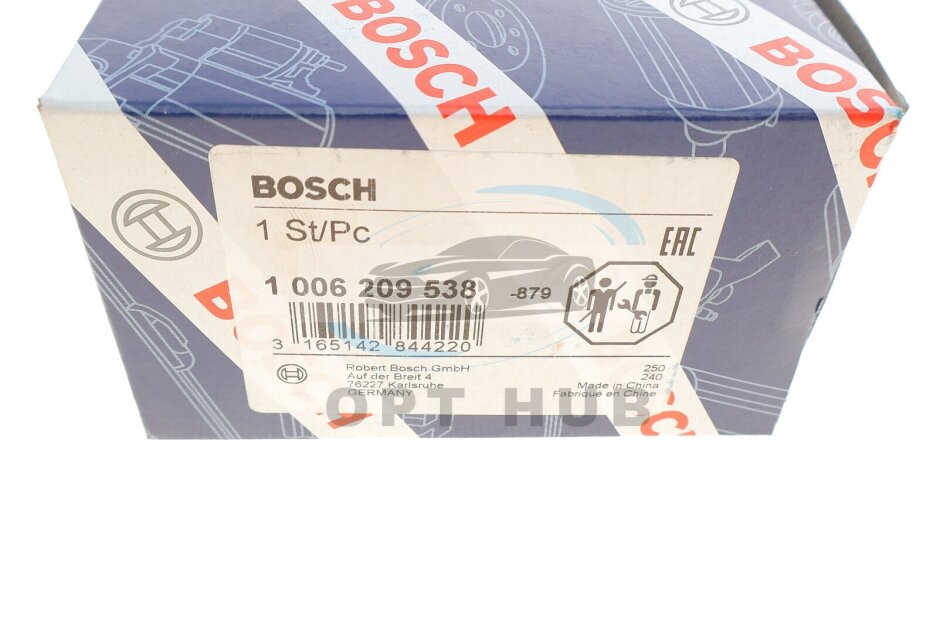 BOSCH
BOSCH
BOSCH
1 St/Pc
EAC
1 006 209 538
-879
3 165142 844220
Robert Bosch GmbH
Auf der Breit 4
76227 Karlsruhe
GERMANY
250
240
Made in China
Fabriqué en Chine
OPT HUB